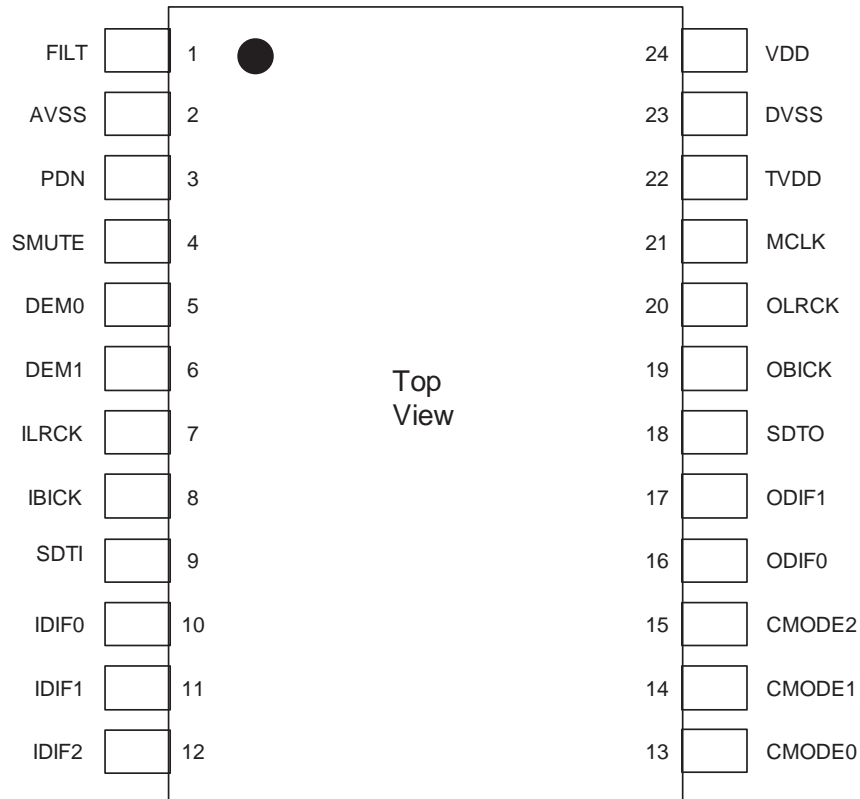 FILT 1 24 VDD
AVSS 2 23 DVSS
PDN 3 22 TVDD
SMUTE 4 21 MCLK
DEM0 5 20 OLRCK
DEM1 6 19 OBICK
Top
View
ILRCK 7 18 SDTO
IBICK 8 17 ODIF1
SDTI 9 16 ODIF0
IDIF0 10 15 CMODE2
IDIF1 11 14 CMODE1
IDIF2 12 13 CMODE0